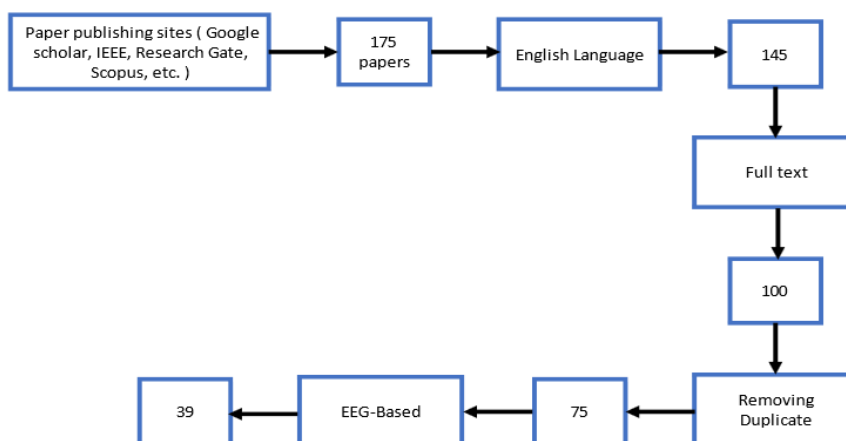 Paper publishing sites ( Google
scholar, IEEE, Research Gate,
Scopus, etc. )
175
papers
English Language
145
Full text
100
Removing
Duplicate
75
EEG-Based
39